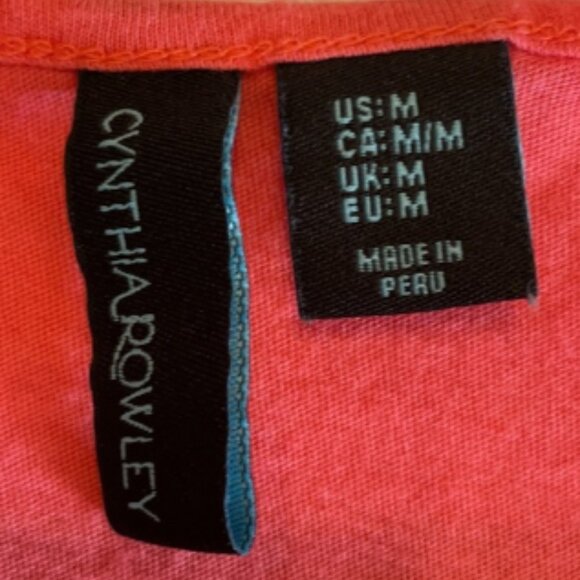 CYNTHIA ROWLEY
US: M
CA: M/M
UK: M
EU: M
MADE IN
PERU